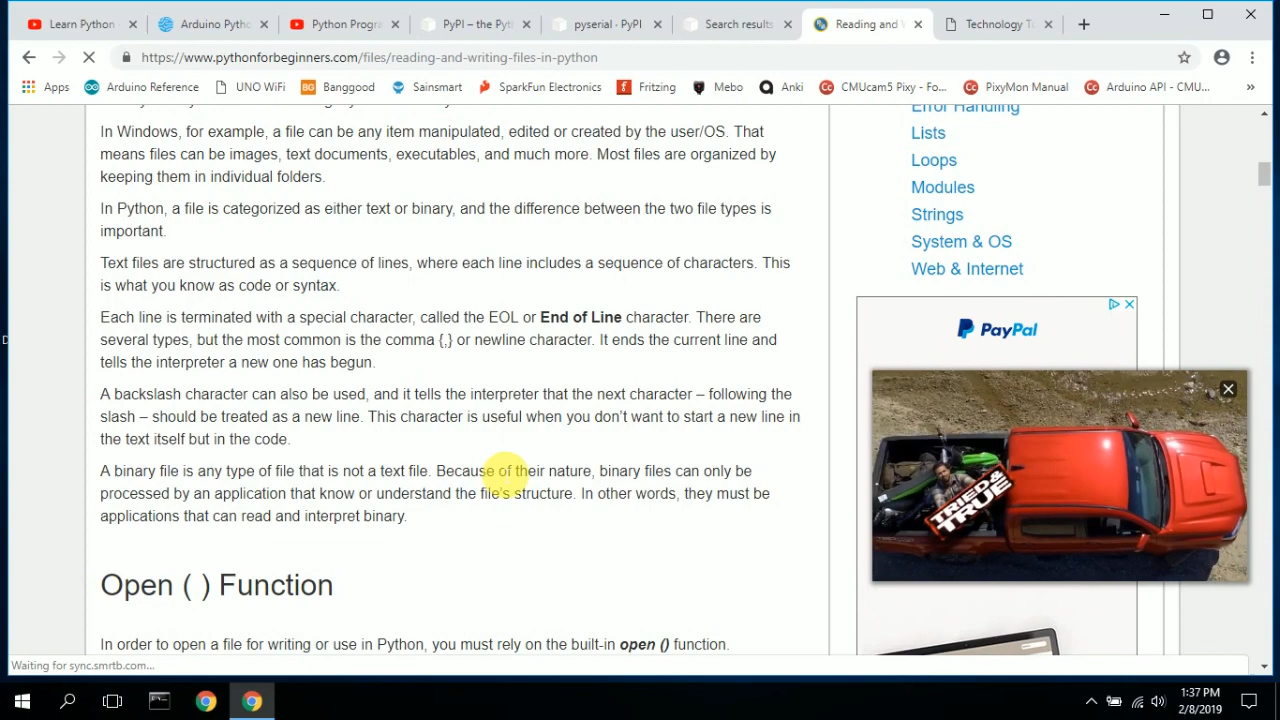 Learn Python
Arduino Pytho
Python Progra
PyPI – the Pyt
pyserial · PyPI
Search results
Reading and W
Technology Tu
https://www.pythonforbeginners.com/files/reading-and-writing-files-in-python
Apps
Arduino Reference
UNO WiFi
BG Banggood
Sainsmart
SparkFun Electronics
Fritzing
Mebo
Anki
Cc CMUcam5 Pixy - Fo...
Cc PixyMon Manual
Cc Arduino API - CMU...
»
In Windows, for example, a file can be any item manipulated, edited or created by the user/OS. That
means files can be images, text documents, executables, and much more. Most files are organized by
keeping them in individual folders.
In Python, a file is categorized as either text or binary, and the difference between the two file types is
important.
Text files are structured as a sequence of lines, where each line includes a sequence of characters. This
is what you know as code or syntax.
Each line is terminated with a special character, called the EOL or End of Line character. There are
several types, but the most common is the comma {,} or newline character. It ends the current line and
tells the interpreter a new one has begun.
A backslash character can also be used, and it tells the interpreter that the next character – following the
slash – should be treated as a new line. This character is useful when you don’t want to start a new line in
the text itself but in the code.
A binary file is any type of file that is not a text file. Because of their nature, binary files can only be
processed by an application that know or understand the file’s structure. In other words, they must be
applications that can read and interpret binary.
Open ( ) Function
In order to open a file for writing or use in Python, you must rely on the built-in open () function.
Error Handling
Lists
Loops
Modules
Strings
System & OS
Web & Internet
PayPal
TRIED &
TRUE
Waiting for sync.smrtb.com...
1:37 PM
2/8/2019